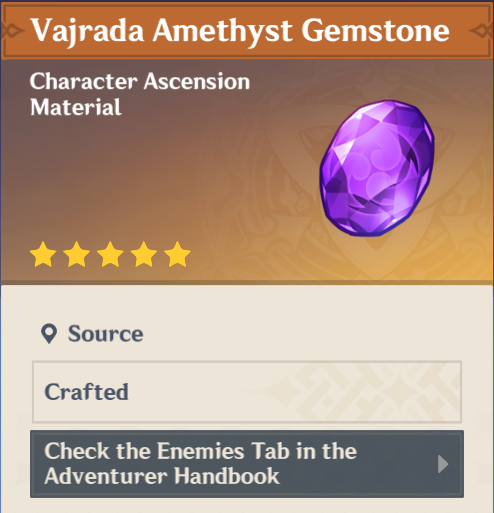 Vajrada Amethyst Gemstone
Character Ascension
Material
Source
Crafted
Check the Enemies Tab in the
Adventurer Handbook